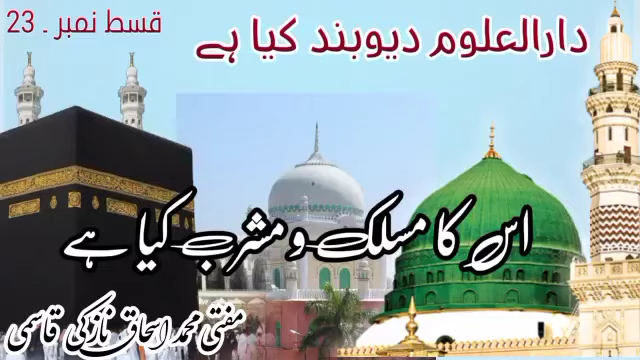 قسط نمبر ۔ 23
دارالعلوم دیوبند کیا ہے
اس کا مسلک و مشرب کیا ہے
مفتی محمد اسحاق نازکی قاسمی